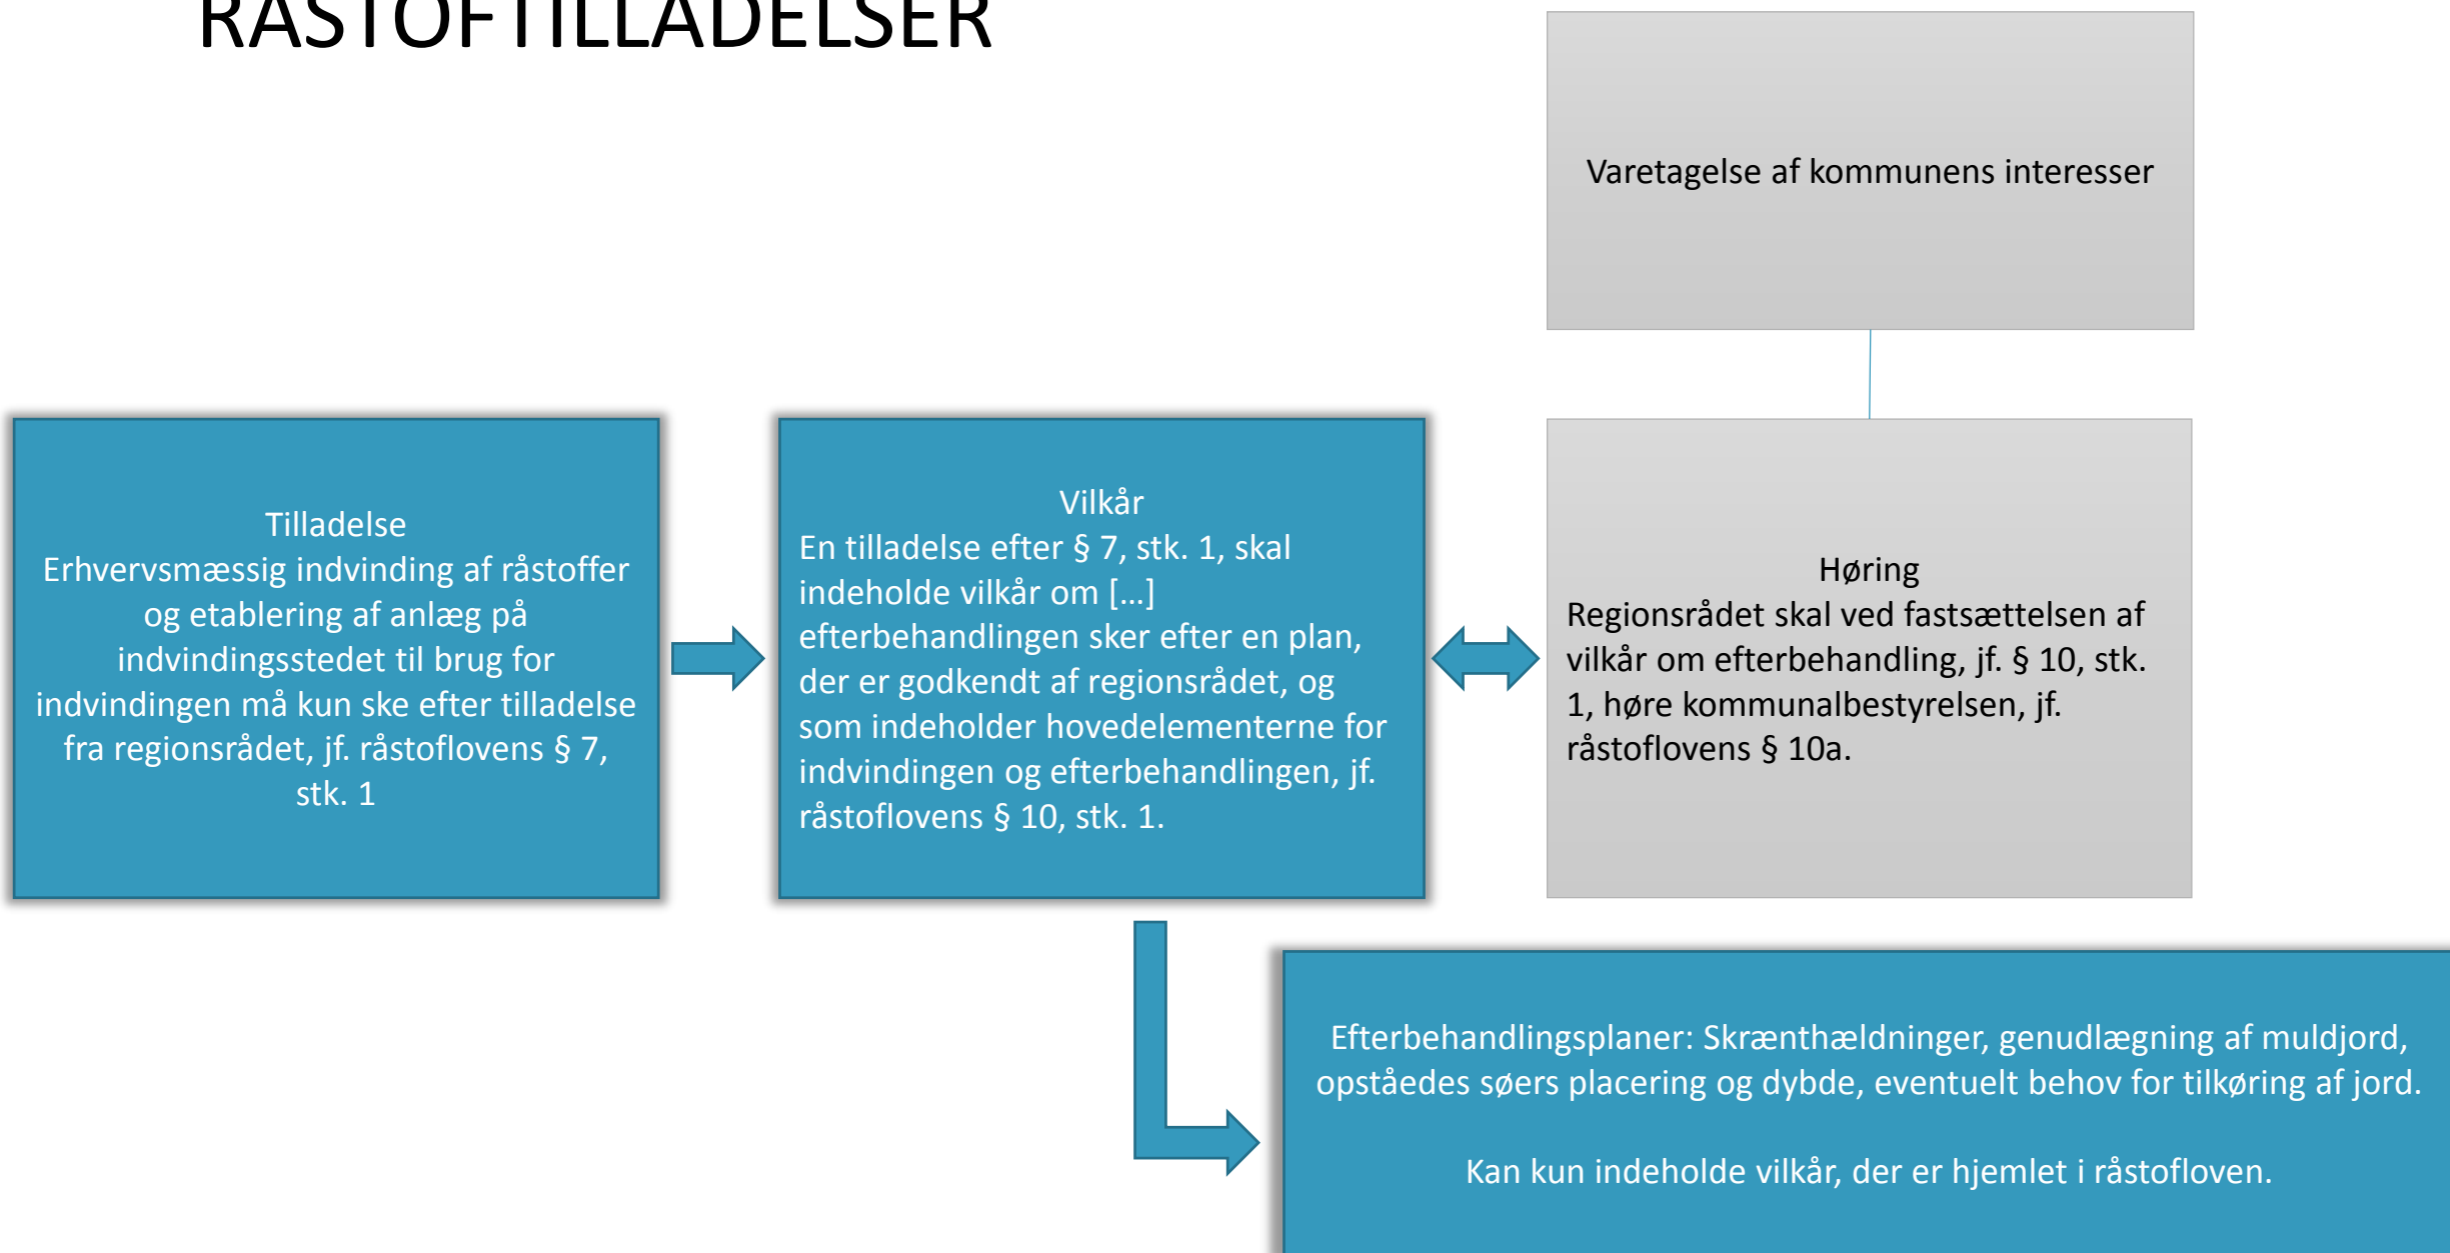 RÅSTOFTILLADELSER
Varetagelse af kommunens interesser
Tilladelse
Erhvervsmæssig indvinding af råstoffer
og etablering af anlæg på
indvindingsstedet til brug for
indvindingen må kun ske efter tilladelse
fra regionsrådet, jf. råstoflovens § 7,
stk. 1
Vilkår
En tilladelse efter § 7, stk. 1, skal
indeholde vilkår om […]
efterbehandlingen sker efter en plan,
der er godkendt af regionsrådet, og
som indeholder hovedelementerne for
indvindingen og efterbehandlingen, jf.
råstoflovens § 10, stk. 1.
Høring
Regionsrådet skal ved fastsættelsen af
vilkår om efterbehandling, jf. § 10, stk.
1, høre kommunalbestyrelsen, jf.
råstoflovens § 10a.
Efterbehandlingsplaner: Skrænthældninger, genudlægning af muldjord,
opståedes søers placering og dybde, eventuelt behov for tilkøring af jord.
Kan kun indeholde vilkår, der er hjemlet i råstofloven.